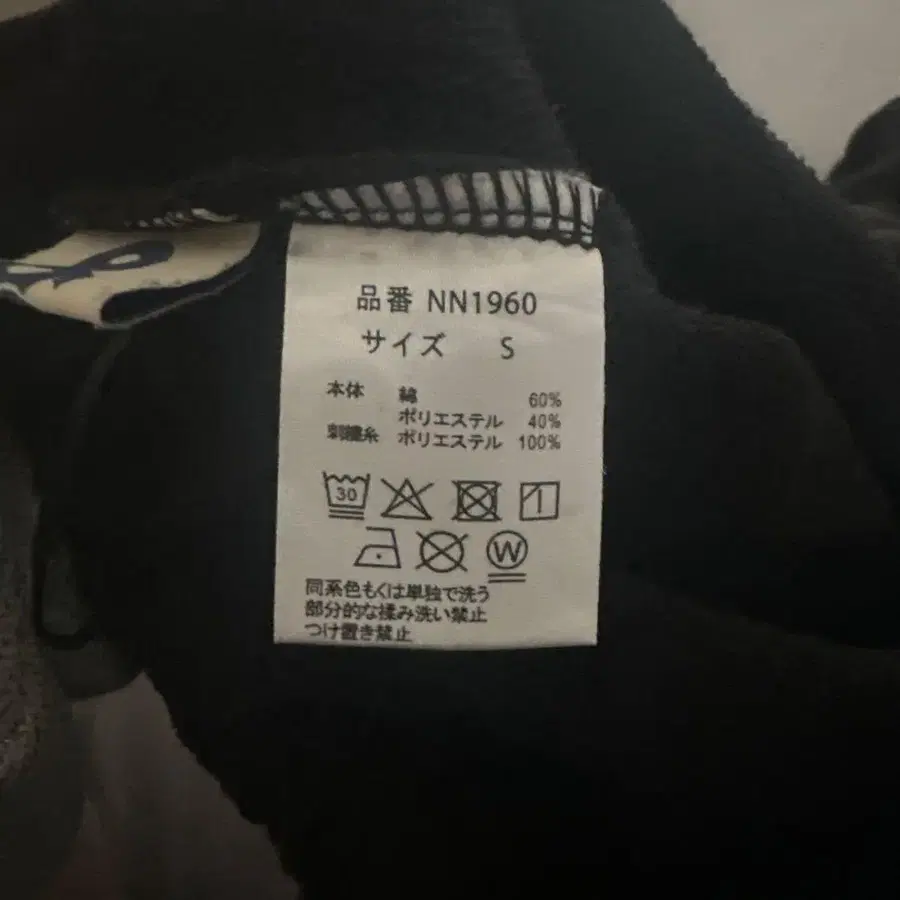 品番 NN1960
サイズ S
本体 綿 60%
ポリエステル 40%
刺繍糸 ポリエステル 100%
30
W
同系色もくは単独で洗う
部分的な揉み洗い禁止
つけ置き禁止